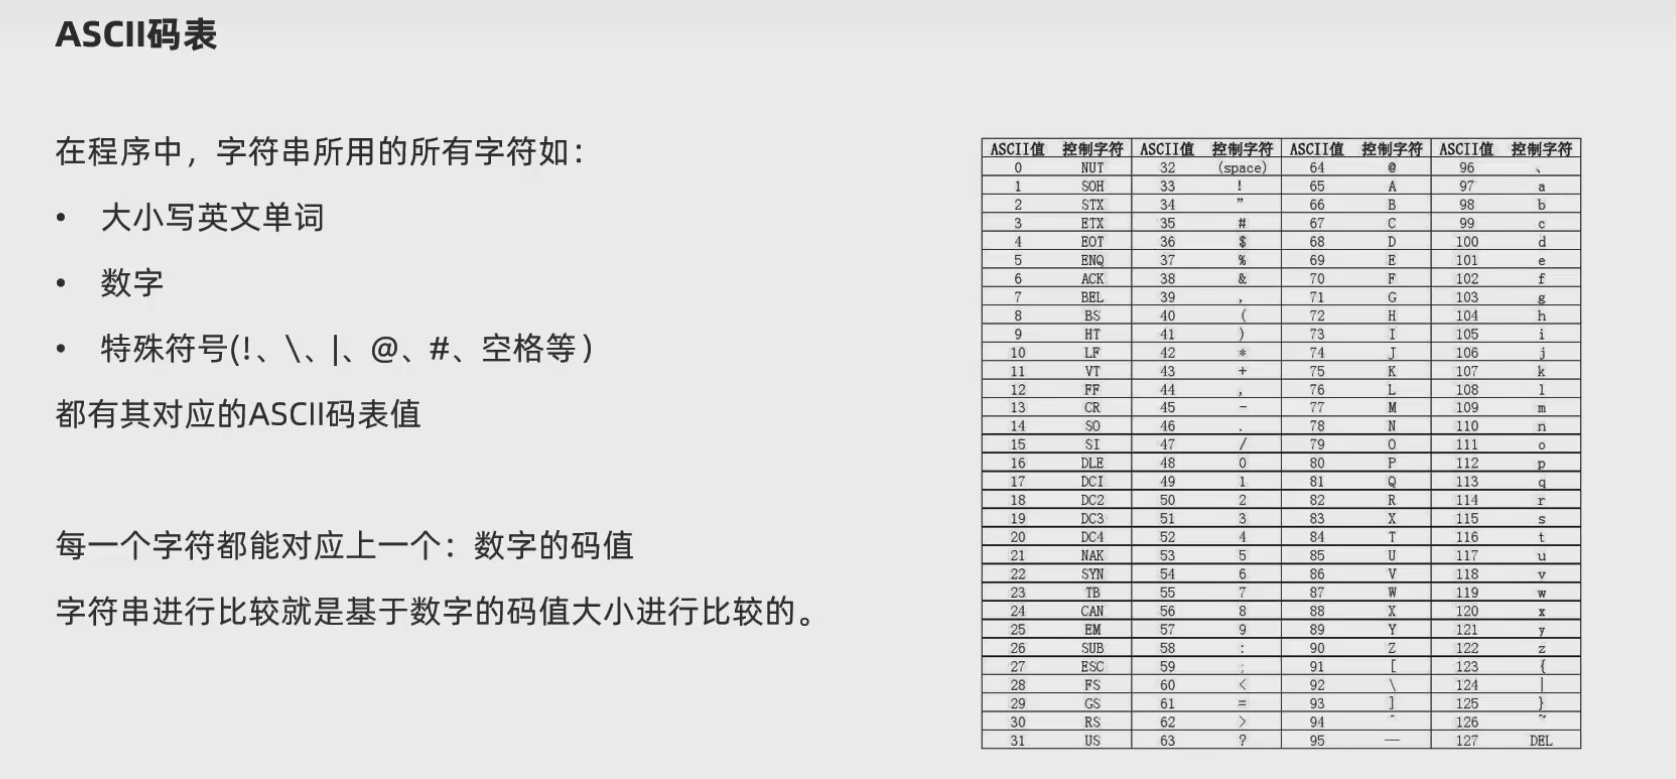 ASCII码表
在程序中，字符串所用的所有字符如：
• 大小写英文单词
• 数字
• 特殊符号(!、\、|、@、#、空格等）
都有其对应的ASCII码表值
每一个字符都能对应上一个：数字的码值
字符串进行比较就是基于数字的码值大小进行比较的。
ASCII值 控制字符 ASCII值 控制字符 ASCII值 控制字符 ASCII值 控制字符
0 NUT 32 (space) 64 @ 96 、
1 SOH 33 ! 65 A 97 a
2 STX 34 ” 66 B 98 b
3 ETX 35 # 67 C 99 c
4 EOT 36 $ 68 D 100 d
5 ENQ 37 % 69 E 101 e
6 ACK 38 & 70 F 102 f
7 BEL 39 , 71 G 103 g
8 BS 40 ( 72 H 104 h
9 HT 41 ) 73 I 105 i
10 LF 42 * 74 J 106 j
11 VT 43 + 75 K 107 k
12 FF 44 , 76 L 108 l
13 CR 45 - 77 M 109 m
14 SO 46 . 78 N 110 n
15 SI 47 / 79 O 111 o
16 DLE 48 0 80 P 112 p
17 DCI 49 1 81 Q 113 q
18 DC2 50 2 82 R 114 r
19 DC3 51 3 83 X 115 s
20 DC4 52 4 84 T 116 t
21 NAK 53 5 85 U 117 u
22 SYN 54 6 86 V 118 v
23 TB 55 7 87 W 119 w
24 CAN 56 8 88 X 120 x
25 EM 57 9 89 Y 121 y
26 SUB 58 : 90 Z 122 z
27 ESC 59 ; 91 [ 123 {
28 FS 60 < 92 \ 124 |
29 GS 61 = 93 ] 125 }
30 RS 62 > 94 ^ 126 ~
31 US 63 ? 95 — 127 DEL